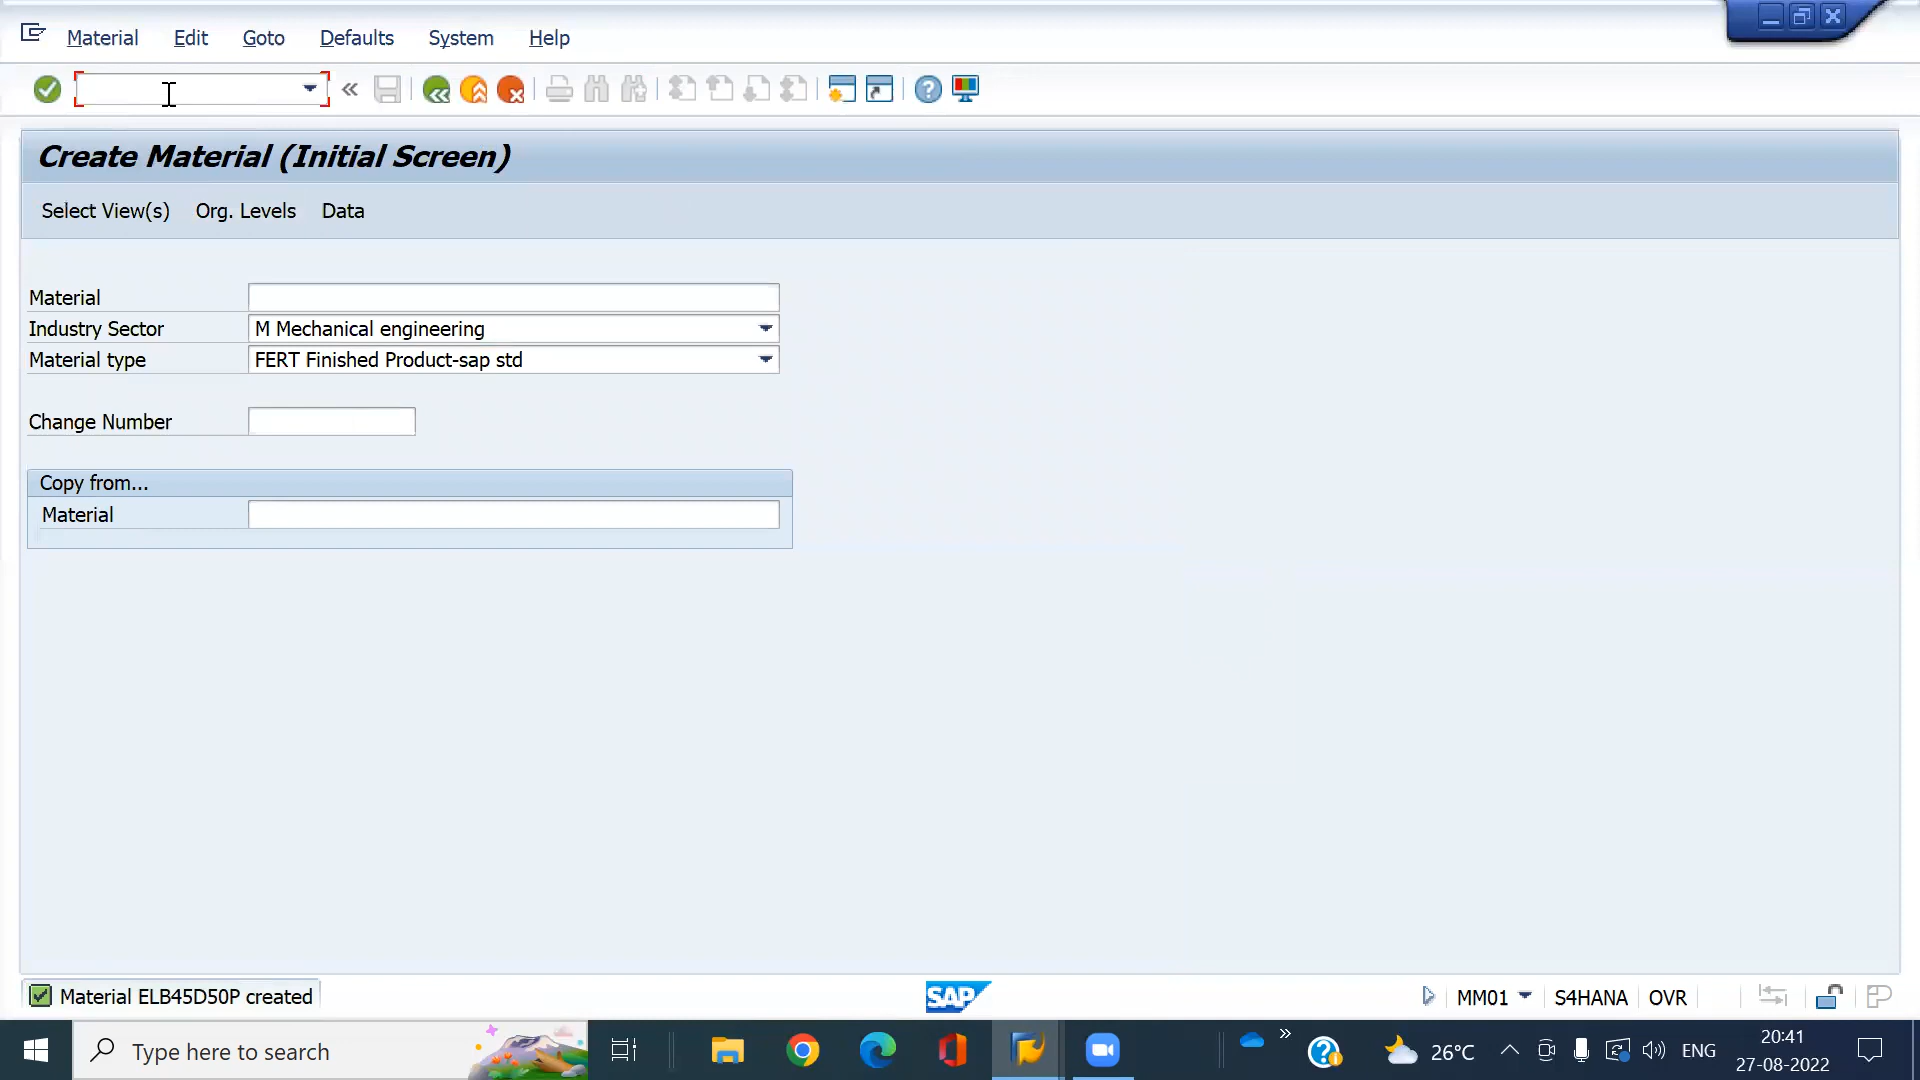 Material Edit Goto Defaults System Help
Create Material (Initial Screen)
Select View(s) Org. Levels Data
Material
Industry Sector M Mechanical engineering
Material type FERT Finished Product-sap std
Change Number
Copy from...
Material
Material ELB45D50P created SAP MM01 S4HANA OVR
Type here to search 26°C ENG 20:41
27-08-2022